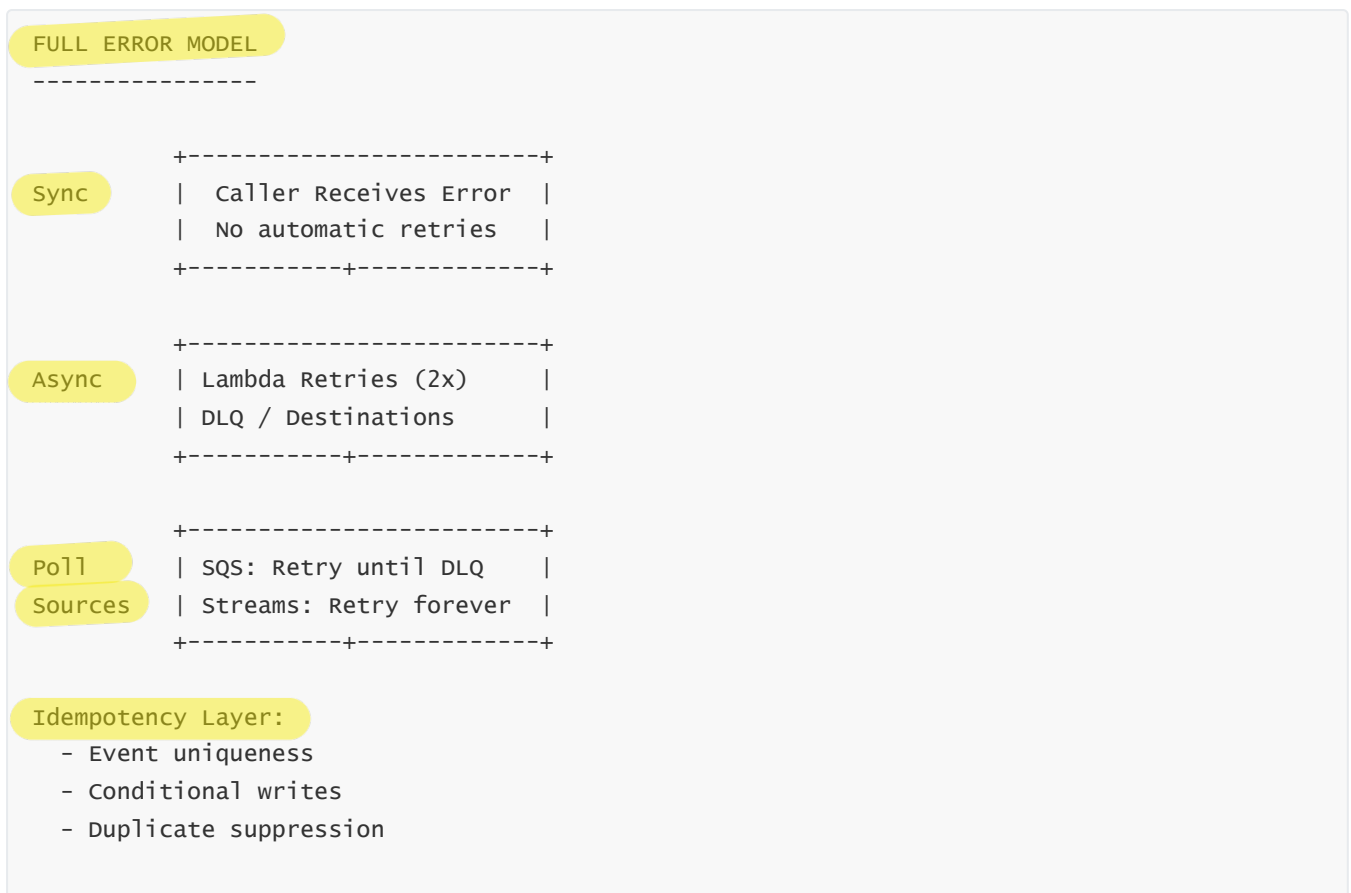 FULL ERROR MODEL
----------------
+-------------------------+
Sync | Caller Receives Error |
| No automatic retries |
+-----------+-------------+
+-------------------------+
Async | Lambda Retries (2x) |
| DLQ / Destinations |
+-----------+-------------+
+-------------------------+
Poll | SQS: Retry until DLQ |
Sources | Streams: Retry forever |
+-----------+-------------+
Idempotency Layer:
- Event uniqueness
- Conditional writes
- Duplicate suppression